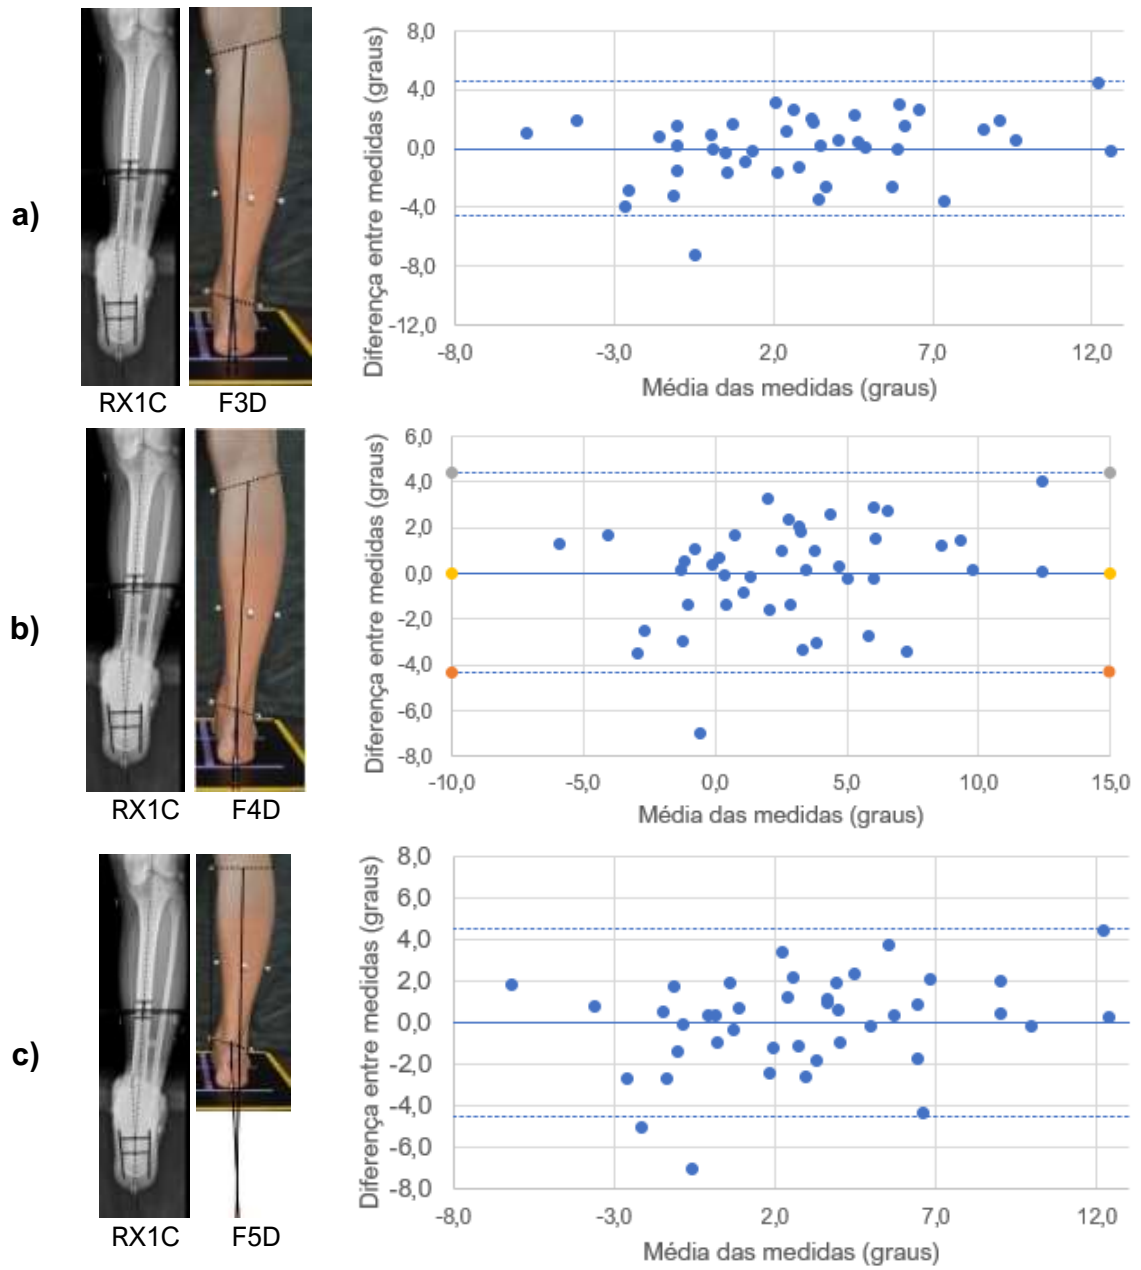 a)
RX1C F3D
Diferença entre medidas (graus)
8,0
4,0
0,0
-4,0
-8,0
-12,0
-8,0 -3,0 2,0 7,0 12,0
Média das medidas (graus)
b)
RX1C F4D
Diferença entre medidas (graus)
6,0
4,0
2,0
0,0
-2,0
-4,0
-6,0
-8,0
-10,0 -5,0 0,0 5,0 10,0 15,0
Média das medidas (graus)
c)
RX1C F5D
Diferença entre medidas (graus)
8,0
6,0
4,0
2,0
0,0
-2,0
-4,0
-6,0
-8,0
-8,0 -3,0 2,0 7,0 12,0
Média das medidas (graus)